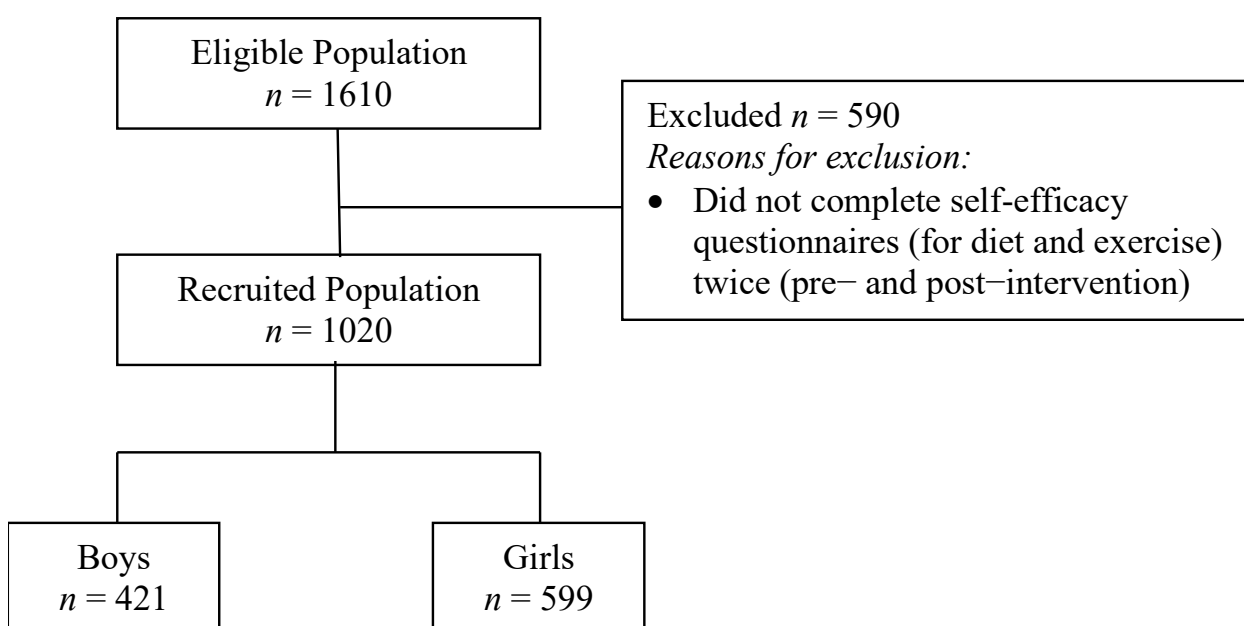 Eligible Population
n = 1610
Excluded n = 590
Reasons for exclusion:
• Did not complete self-efficacy
questionnaires (for diet and exercise)
twice (pre− and post−intervention)
Recruited Population
n = 1020
Boys
n = 421
Girls
n = 599